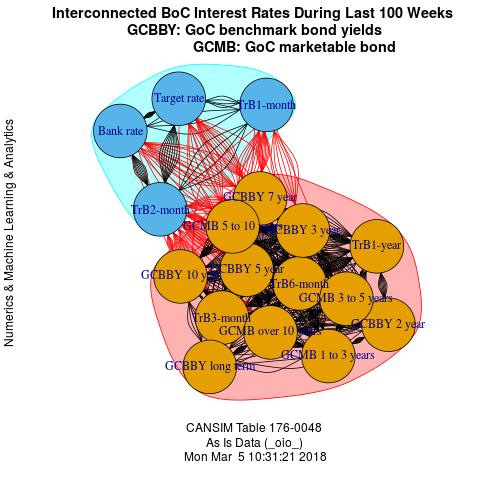 Interconnected BoC Interest Rates During Last 100 Weeks
GCBBY: GoC benchmark bond yields
GCMB: GoC marketable bond
Numerics & Machine Learning & Analytics
Target rate
TrB1-month
Bank rate
GCBBY 7 year
TrB2-month
GCMB 5 to 10
GCBBY 3 year
TrB1-year
GCBBY 10
GCBBY 5 year
TrB6-month
GCMB 3 to 5 years
TrB3-month
GCMB over 10
GCBBY 2 year
GCMB 1 to 3 years
GCBBY long term
CANSIM Table 176-0048
As Is Data (_oio_)
Mon Mar  5 10:31:21 2018